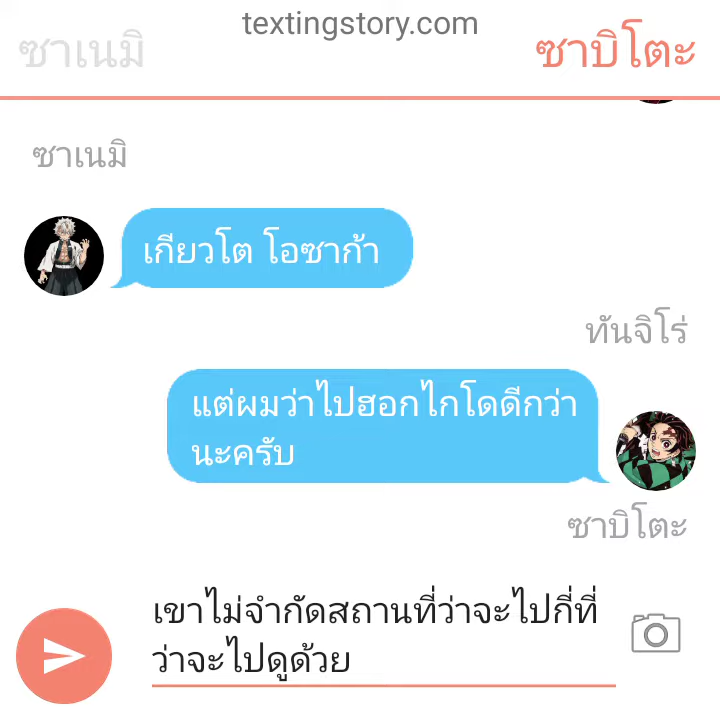 textingstory.com
ซาเนมิ
ซาบิโตะ
ซาเนมิ
เกียวโต โอซาก้า
ทันจิโร่
แต่ผมว่าไปฮอกไกโดดีกว่า
นะครับ
ซาบิโตะ
เขาไม่จำกัดสถานที่ว่าจะไปกี่ที่
ว่าจะไปดูด้วย